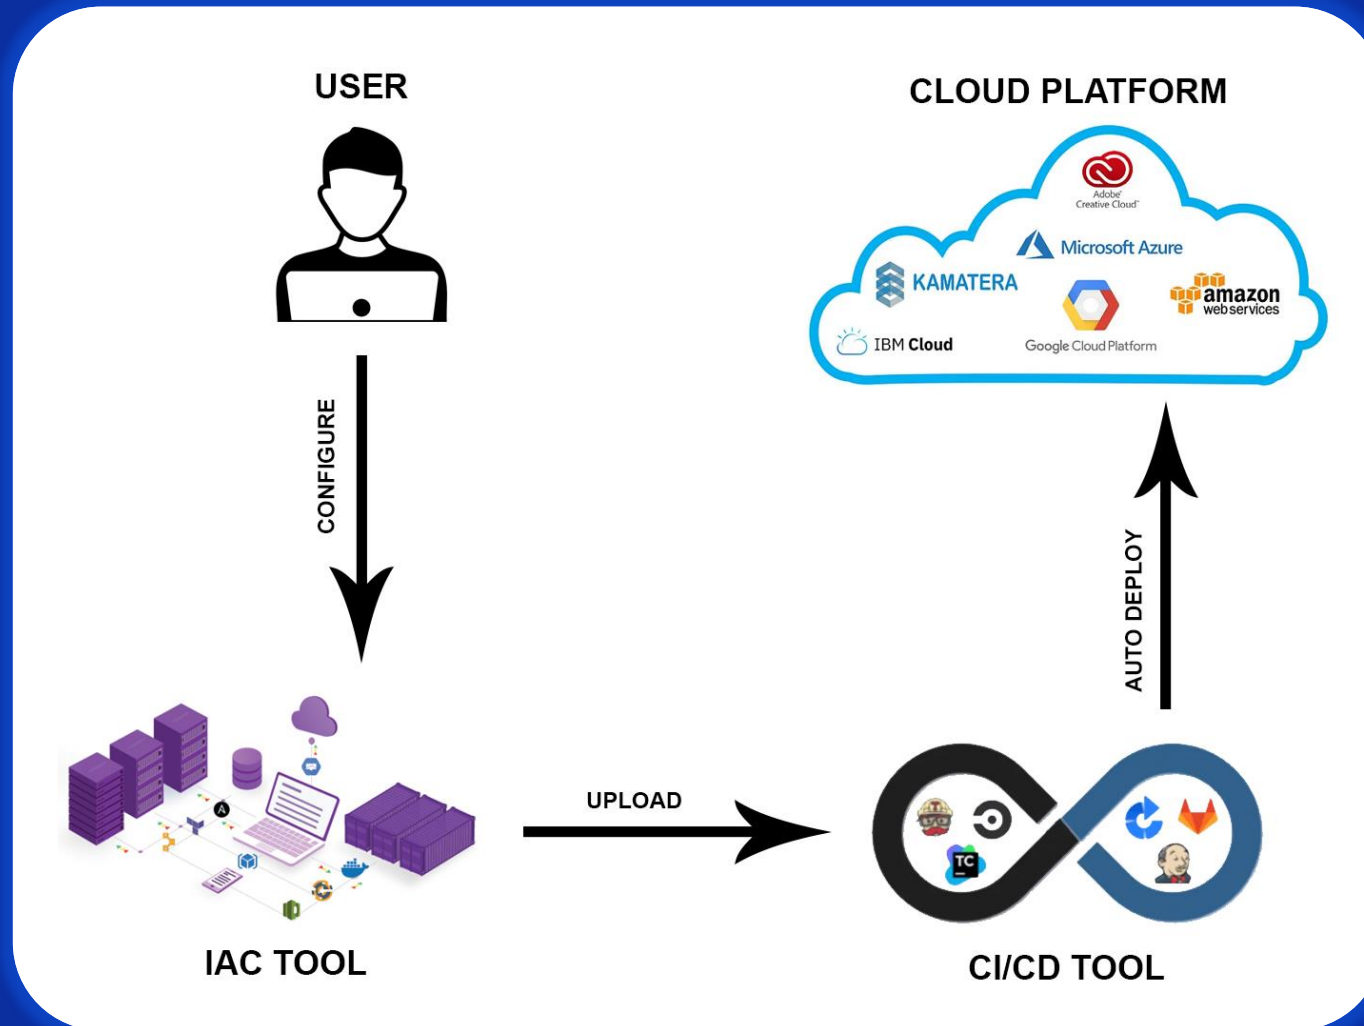 USER
CLOUD PLATFORM
Adobe
Creative Cloud
Microsoft Azure
KAMATERA
amazon
web services
IBM Cloud
Google Cloud Platform
CONFIGURE
AUTO DEPLOY
A
UPLOAD
T
TC
IAC TOOL
CI/CD TOOL